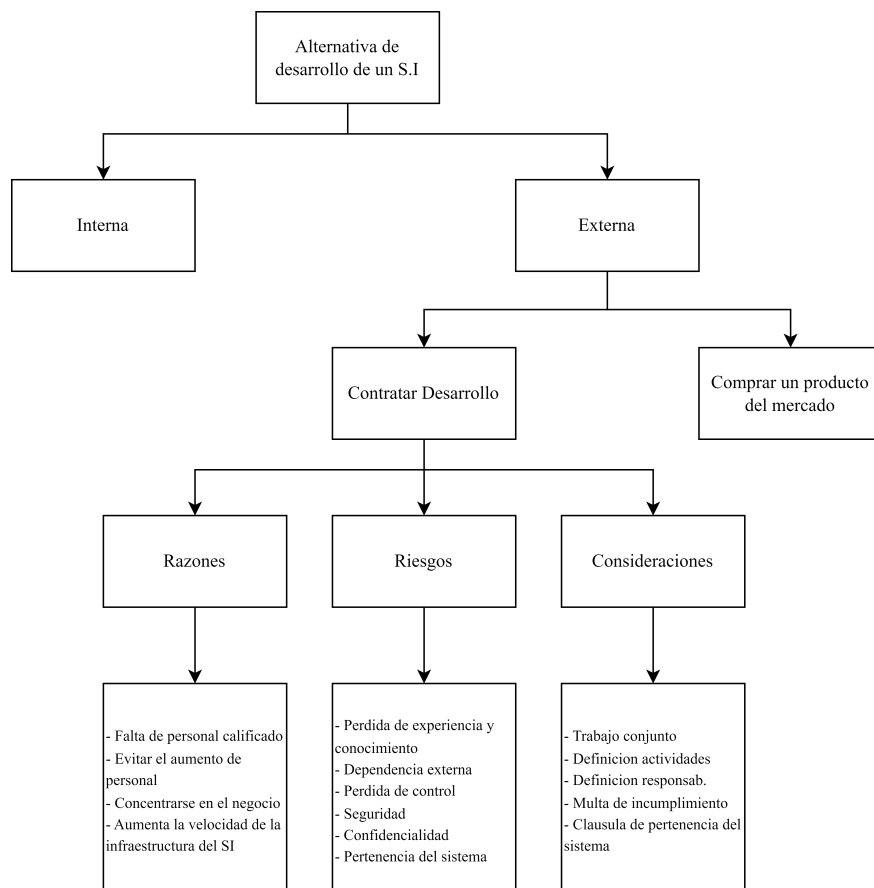 Alternativa de
desarrollo de un S.I
Interna
Externa
Contratar Desarrollo
Comprar un producto
del mercado
Razones
Riesgos
Consideraciones
- Falta de personal calificado
- Evitar el aumento de
personal
- Concentrarse en el negocio
- Aumenta la velocidad de la
infraestructura del SI
- Perdida de experiencia y
conocimiento
- Dependencia externa
- Perdida de control
- Seguridad
- Confidencialidad
- Pertenencia del sistema
- Trabajo conjunto
- Definicion actividades
- Definicion responsab.
- Multa de incumplimiento
- Clausula de pertenencia del
sistema